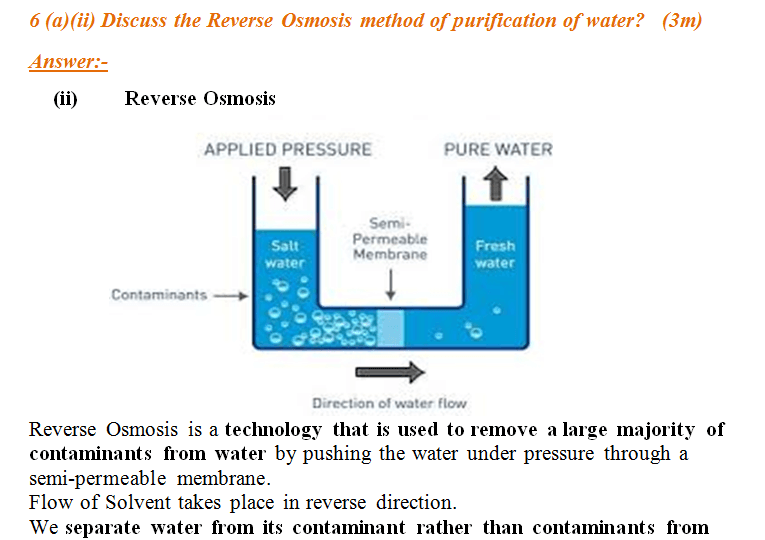 6 (a)(ii) Discuss the Reverse Osmosis method of purification of water? (3m)
Answer:-
(ii) Reverse Osmosis
APPLIED PRESSURE PURE WATER
Semi-
Permeable
Membrane
Salt
water
Fresh
water
Contaminants
Direction of water flow
Reverse Osmosis is a technology that is used to remove a large majority of
contaminants from water by pushing the water under pressure through a
semi-permeable membrane.
Flow of Solvent takes place in reverse direction.
We separate water from its contaminant rather than contaminants from